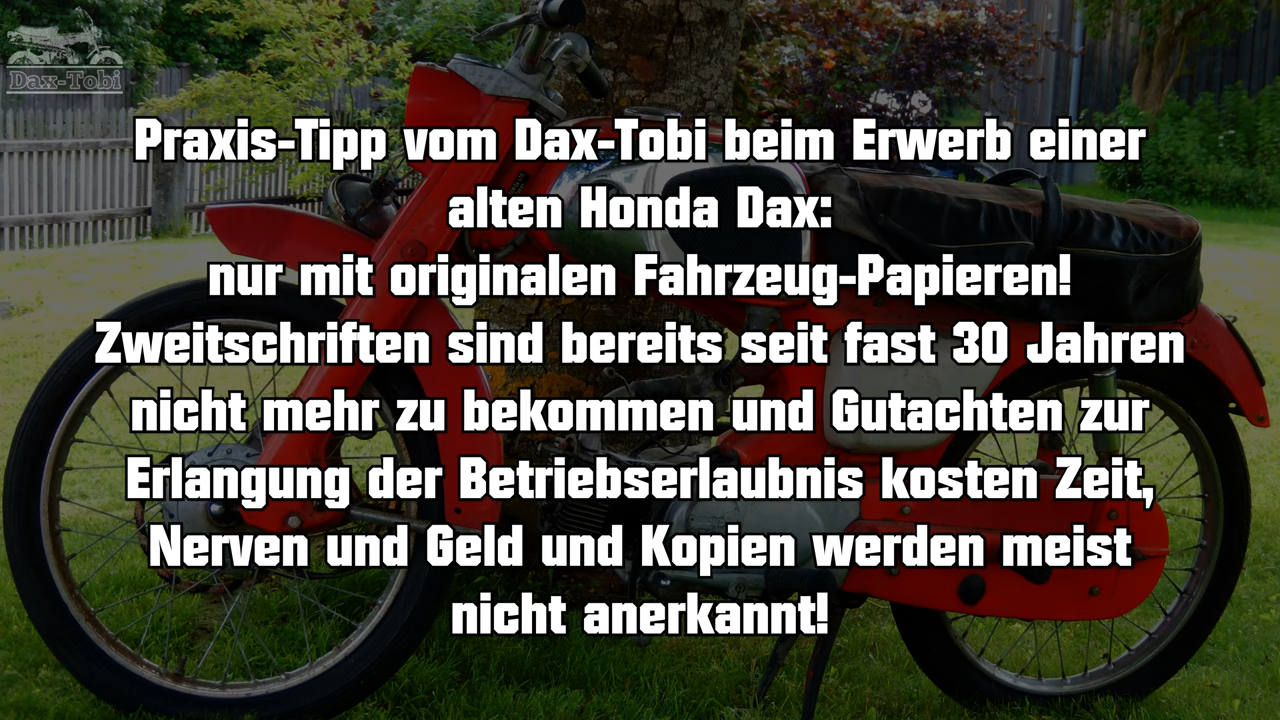 Dax-Tobi
Praxis-Tipp vom Dax-Tobi beim Erwerb einer
alten Honda Dax:
nur mit originalen Fahrzeug-Papieren!
Zweitschriften sind bereits seit fast 30 Jahren
nicht mehr zu bekommen und Gutachten zur
Erlangung der Betriebserlaubnis kosten Zeit,
Nerven und Geld und Kopien werden meist
nicht anerkannt!